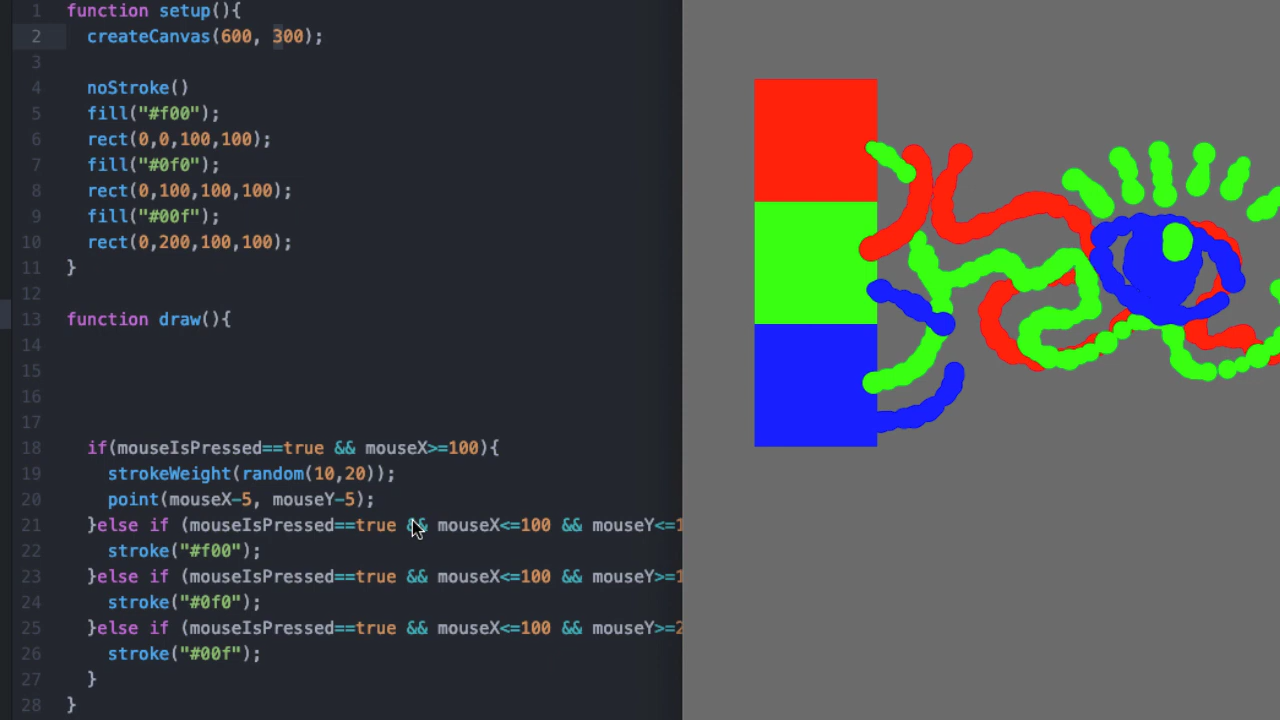 1 function setup(){
2 createCanvas(600, 300);
3
4 noStroke()
5 fill("#f00");
6 rect(0,0,100,100);
7 fill("#0f0");
8 rect(0,100,100,100);
9 fill("#00f");
10 rect(0,200,100,100);
11 }
12
13 function draw(){
14
15
16
17
18 if(mouseIsPressed==true && mouseX>=100){
19 strokeWeight(random(10,20));
20 point(mouseX-5, mouseY-5);
21 }else if (mouseIsPressed==true && mouseX<=100 && mouseY<=1
22 stroke("#f00");
23 }else if (mouseIsPressed==true && mouseX<=100 && mouseY>=1
24 stroke("#0f0");
25 }else if (mouseIsPressed==true && mouseX<=100 && mouseY>=2
26 stroke("#00f");
27 }
28 }